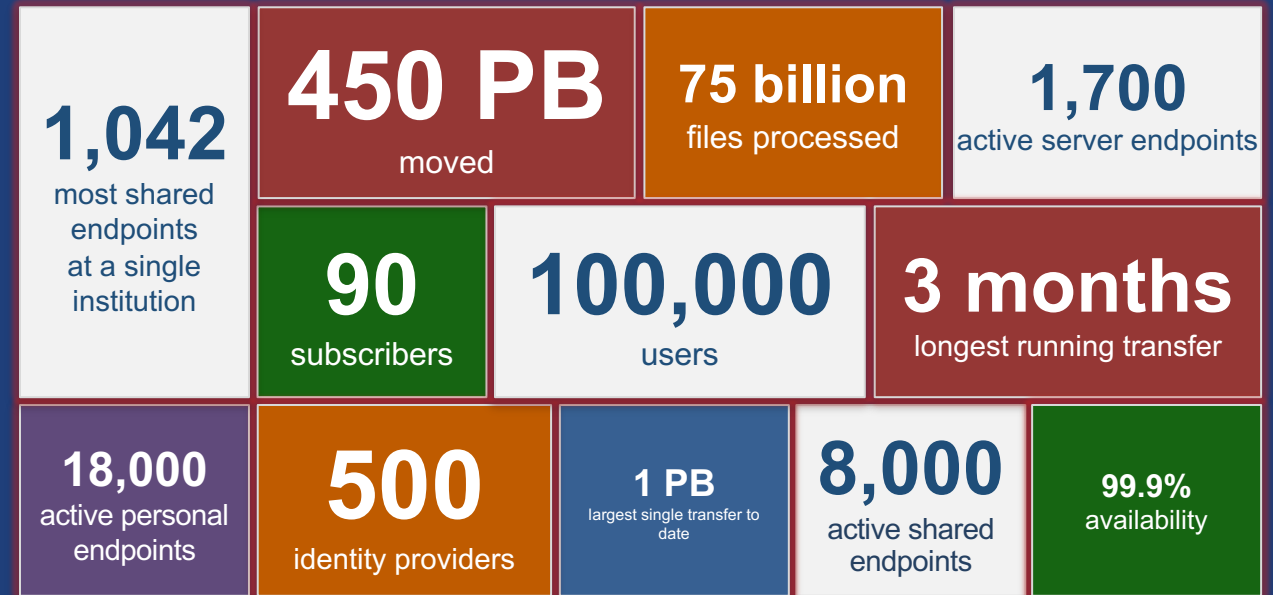 1,042
most shared
endpoints
at a single
institution
450 PB
moved
75 billion
files processed
1,700
active server endpoints
90
subscribers
100,000
users
3 months
longest running transfer
18,000
active personal
endpoints
500
identity providers
1 PB
largest single transfer to
date
8,000
active shared
endpoints
99.9%
availability